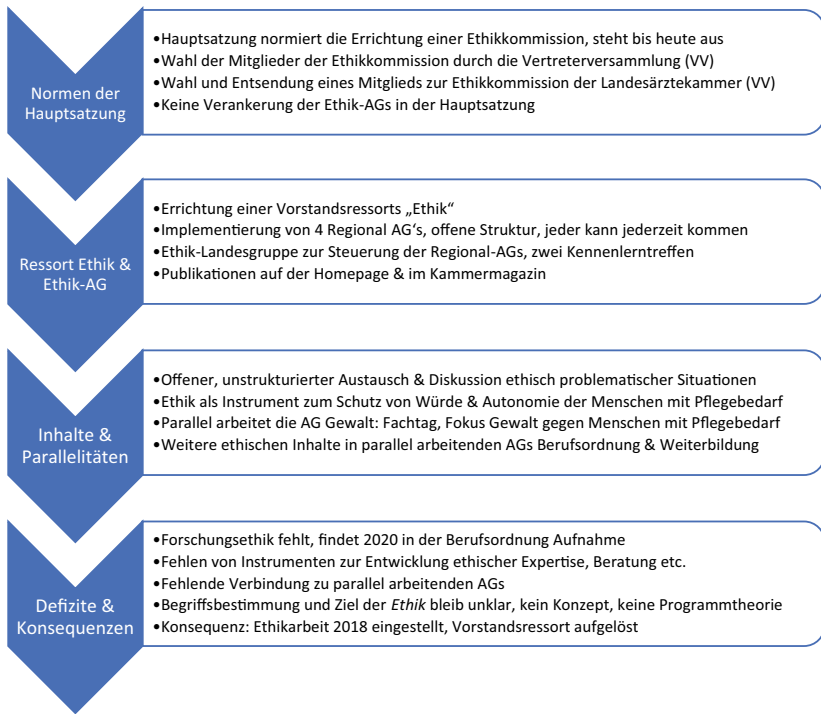 Normen der
Hauptsatzung
•Hauptsatzung normiert die Errichtung einer Ethikkommission, steht bis heute aus
•Wahl der Mitglieder der Ethikkommission durch die Vertreterversammlung (VV)
•Wahl und Entsendung eines Mitglieds zur Ethikkommission der Landesärztekammer (VV)
•Keine Verankerung der Ethik-AGs in der Hauptsatzung
Ressort Ethik &
Ethik-AG
•Errichtung einer Vorstandsressorts „Ethik“
•Implementierung von 4 Regional AG‘s, offene Struktur, jeder kann jederzeit kommen
•Ethik-Landesgruppe zur Steuerung der Regional-AGs, zwei Kennenlerntreffen
•Publikationen auf der Homepage & im Kammermagazin
Inhalte &
Parallelitäten
•Offener, unstrukturierter Austausch & Diskussion ethisch problematischer Situationen
•Ethik als Instrument zum Schutz von Würde & Autonomie der Menschen mit Pflegebedarf
•Parallel arbeitet die AG Gewalt: Fachtag, Fokus Gewalt gegen Menschen mit Pflegebedarf
•Weitere ethischen Inhalte in parallel arbeitenden AGs Berufsordnung & Weiterbildung
Defizite &
Konsequenzen
•Forschungsethik fehlt, findet 2020 in der Berufsordnung Aufnahme
•Fehlen von Instrumenten zur Entwicklung ethischer Expertise, Beratung etc.
•Fehlende Verbindung zu parallel arbeitenden AGs
•Begriffsbestimmung und Ziel der Ethik bleib unklar, kein Konzept, keine Programmtheorie
•Konsequenz: Ethikarbeit 2018 eingestellt, Vorstandsressort aufgelöst